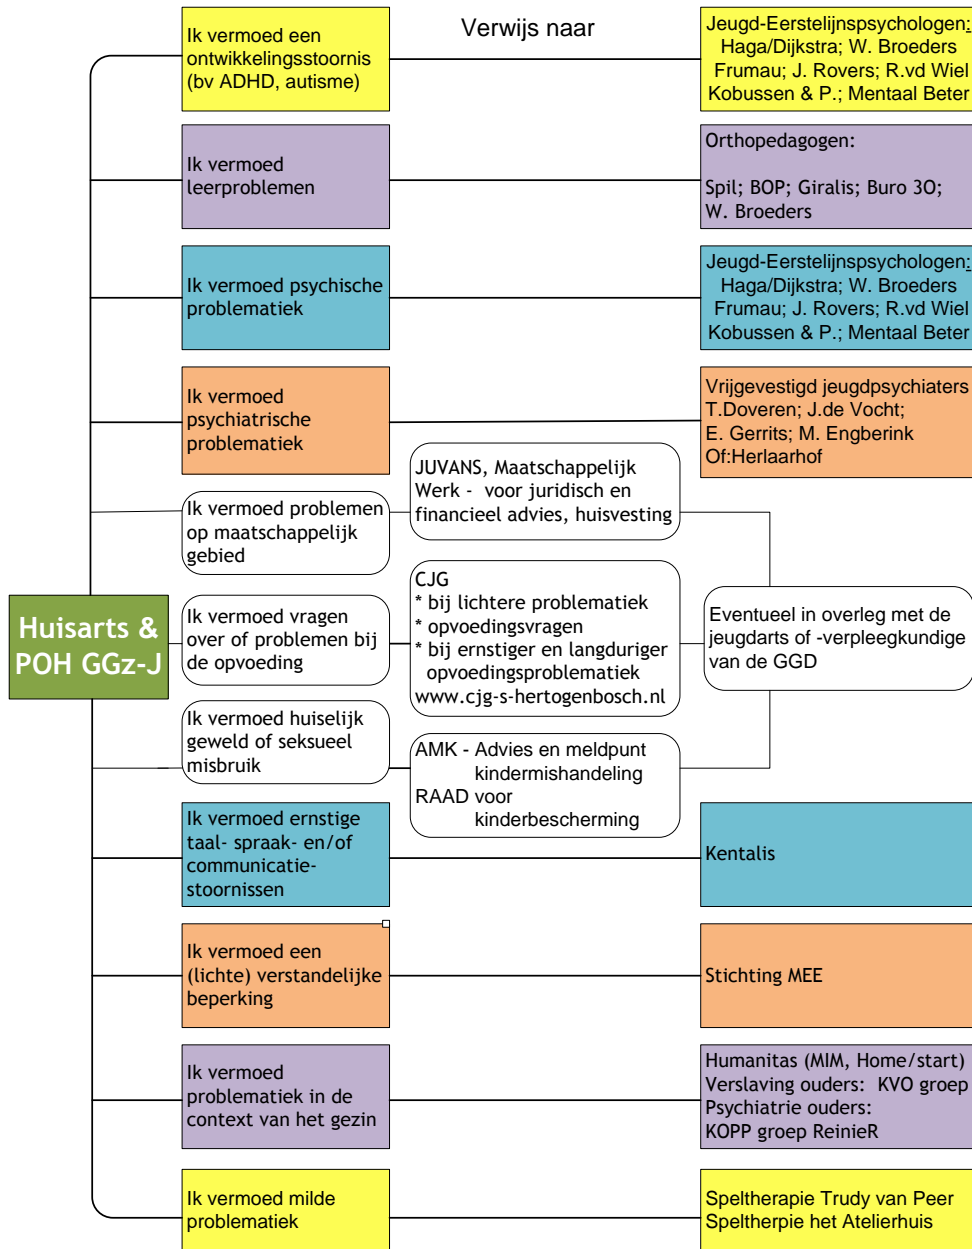 Verwijs naar
Huisarts &
POH GGz-J
Ik vermoed een
ontwikkelingsstoornis
(bv ADHD, autisme)
Jeugd-Eerstelijnspsychologen:
Haga/Dijkstra; W. Broeders
Frumau; J. Rovers; R.vd Wiel
Kobussen & P.; Mentaal Beter
Ik vermoed
leerproblemen
Orthopedagogen:
Spil; BOP; Giralis; Buro 3O;
W. Broeders
Ik vermoed psychische
problematiek
Jeugd-Eerstelijnspsychologen:
Haga/Dijkstra; W. Broeders
Frumau; J. Rovers; R.vd Wiel
Kobussen & P.; Mentaal Beter
Ik vermoed
psychiatrische
problematiek
Vrijgevestigd jeugdpsychiaters
T.Doveren; J.de Vocht;
E. Gerrits; M. Engberink
Of:Herlaarhof
Ik vermoed problemen
op maatschappelijk
gebied
JUVANS, Maatschappelijk
Werk - voor juridisch en
financieel advies, huisvesting
Ik vermoed vragen
over of problemen bij
de opvoeding
CJG
* bij lichtere problematiek
* opvoedingsvragen
* bij ernstiger en langduriger
opvoedingsproblematiek
www.cjg-s-hertogenbosch.nl
Eventueel in overleg met de
jeugdarts of -verpleegkundige
van de GGD
Ik vermoed huiselijk
geweld of seksueel
misbruik
AMK - Advies en meldpunt
kindermishandeling
RAAD voor
kinderbescherming
Ik vermoed ernstige
taal- spraak- en/of
communicatie-
stoornissen
Kentalis
Ik vermoed een
(lichte) verstandelijke
beperking
Stichting MEE
Ik vermoed
problematiek in de
context van het gezin
Humanitas (MIM, Home/start)
Verslaving ouders: KVO groep
Psychiatrie ouders:
KOPP groep ReinieR
Ik vermoed milde
problematiek
Speltherapie Trudy van Peer
Speltherpie het Atelierhuis